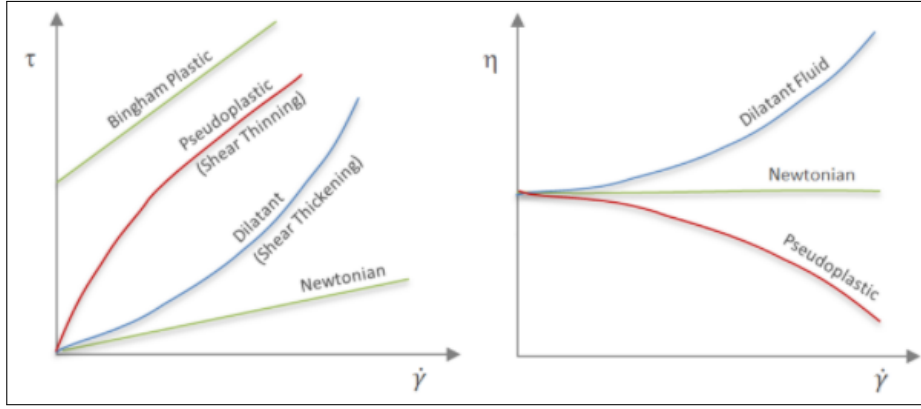 τ
Bingham Plastic
Pseudoplastic
(Shear Thinning)
Dilatant
(Shear Thickening)
Newtonian
γ̇
η
Dilatant Fluid
Newtonian
Pseudoplastic
γ̇